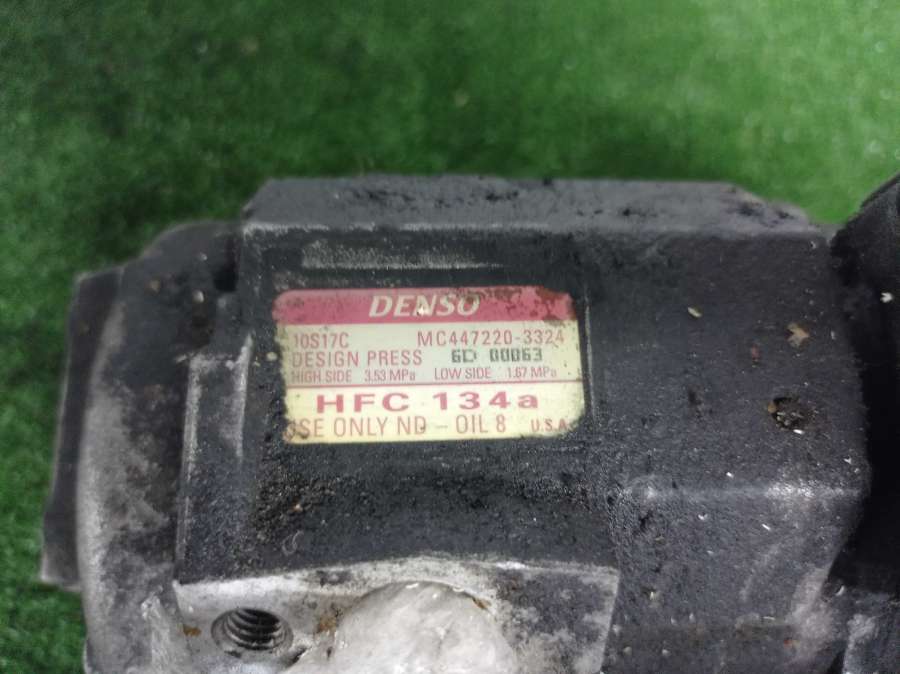 DENSO
10S17C MC447220-3324
DESIGN PRESS 6D 00063
HIGH SIDE 3.53 MPa LOW SIDE 1.67 MPa
HFC 134a
USE ONLY ND-OIL 8 U.S.A.